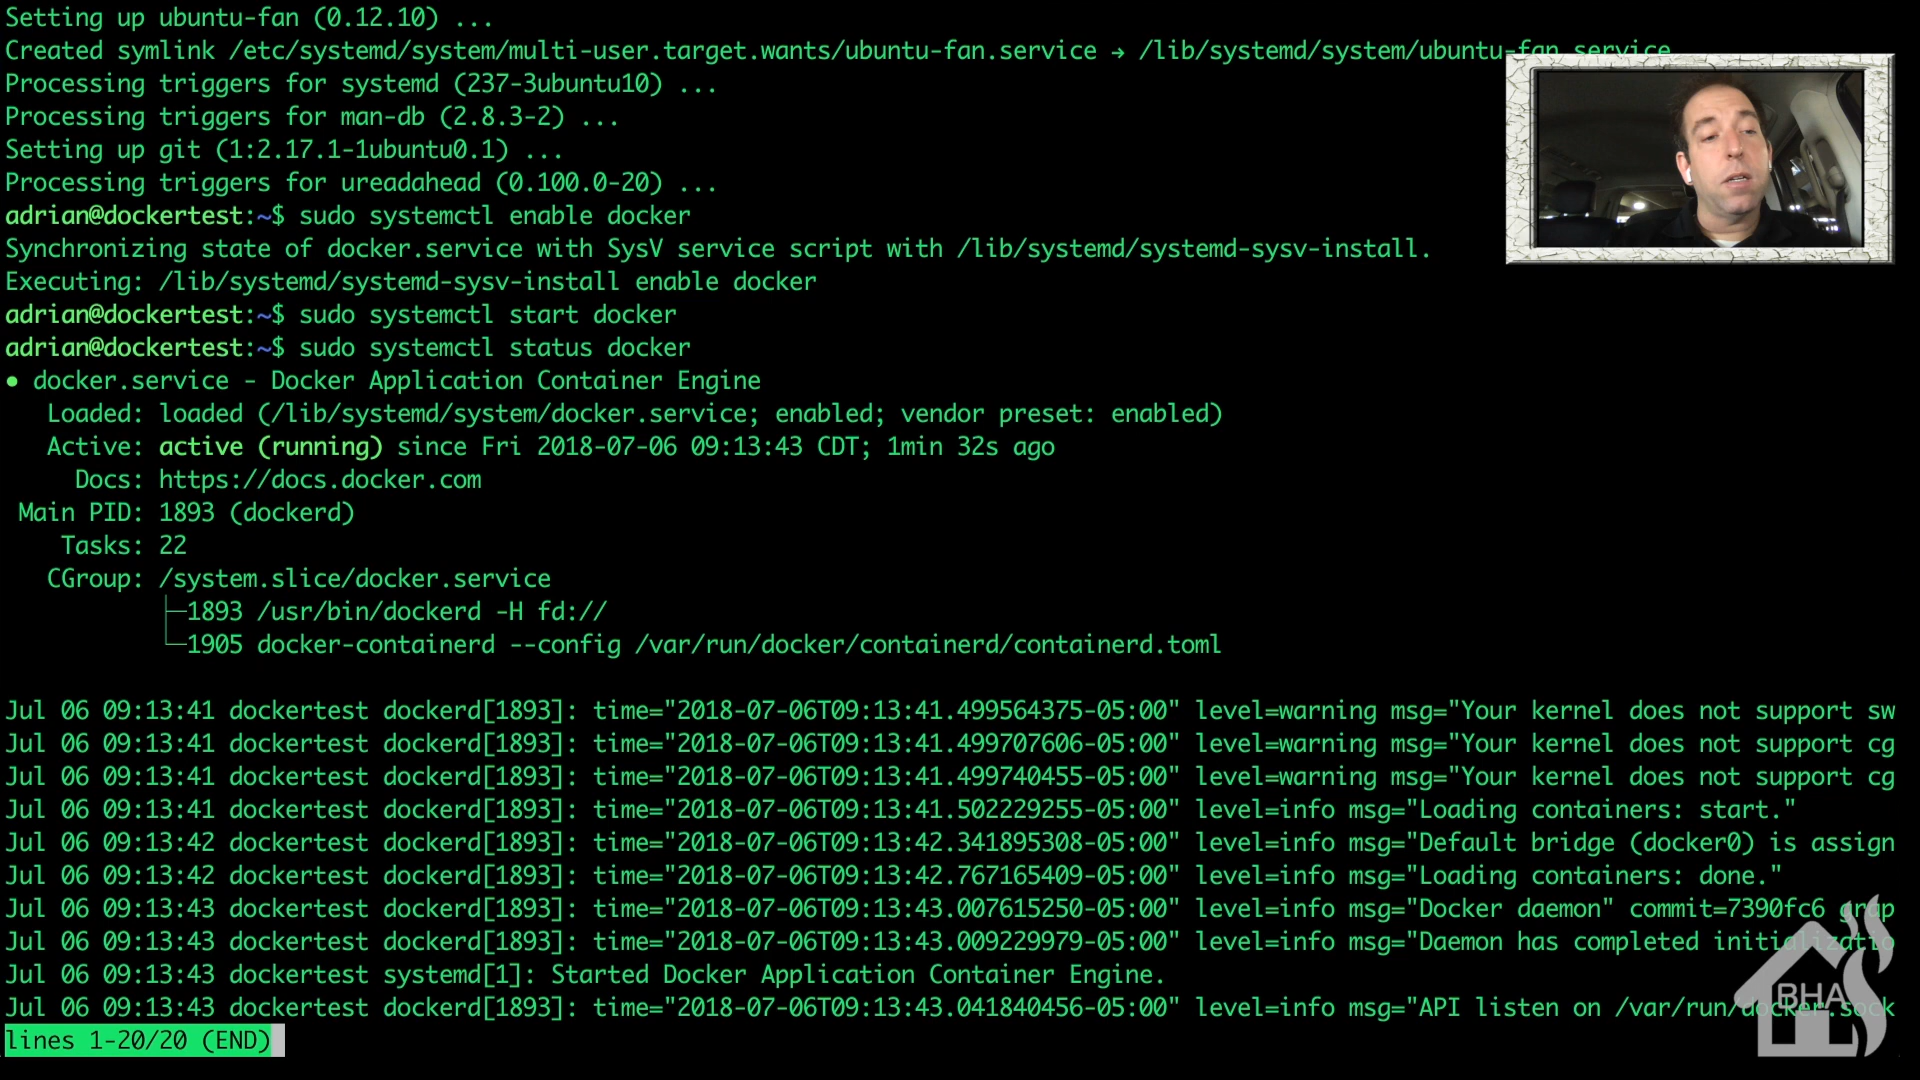 Setting up ubuntu-fan (0.12.10) ...
Created symlink /etc/systemd/system/multi-user.target.wants/ubuntu-fan.service → /lib/systemd/system/ubuntu-fan.service
Processing triggers for systemd (237-3ubuntu10) ...
Processing triggers for man-db (2.8.3-2) ...
Setting up git (1:2.17.1-1ubuntu0.1) ...
Processing triggers for ureadahead (0.100.0-20) ...
adrian@dockertest:~$ sudo systemctl enable docker
Synchronizing state of docker.service with SysV service script with /lib/systemd/systemd-sysv-install.
Executing: /lib/systemd/systemd-sysv-install enable docker
adrian@dockertest:~$ sudo systemctl start docker
adrian@dockertest:~$ sudo systemctl status docker
● docker.service - Docker Application Container Engine
Loaded: loaded (/lib/systemd/system/docker.service; enabled; vendor preset: enabled)
Active: active (running) since Fri 2018-07-06 09:13:43 CDT; 1min 32s ago
Docs: https://docs.docker.com
Main PID: 1893 (dockerd)
Tasks: 22
CGroup: /system.slice/docker.service
├─1893 /usr/bin/dockerd -H fd://
└─1905 docker-containerd --config /var/run/docker/containerd/containerd.toml
Jul 06 09:13:41 dockertest dockerd[1893]: time="2018-07-06T09:13:41.499564375-05:00" level=warning msg="Your kernel does not support sw
Jul 06 09:13:41 dockertest dockerd[1893]: time="2018-07-06T09:13:41.499707606-05:00" level=warning msg="Your kernel does not support cg
Jul 06 09:13:41 dockertest dockerd[1893]: time="2018-07-06T09:13:41.499740455-05:00" level=warning msg="Your kernel does not support cg
Jul 06 09:13:41 dockertest dockerd[1893]: time="2018-07-06T09:13:41.502229255-05:00" level=info msg="Loading containers: start."
Jul 06 09:13:42 dockertest dockerd[1893]: time="2018-07-06T09:13:42.341895308-05:00" level=info msg="Default bridge (docker0) is assign
Jul 06 09:13:42 dockertest dockerd[1893]: time="2018-07-06T09:13:42.767165409-05:00" level=info msg="Loading containers: done."
Jul 06 09:13:43 dockertest dockerd[1893]: time="2018-07-06T09:13:43.007615250-05:00" level=info msg="Docker daemon" commit=7390fc6 grap
Jul 06 09:13:43 dockertest dockerd[1893]: time="2018-07-06T09:13:43.009229979-05:00" level=info msg="Daemon has completed initializatio
Jul 06 09:13:43 dockertest systemd[1]: Started Docker Application Container Engine.
Jul 06 09:13:43 dockertest dockerd[1893]: time="2018-07-06T09:13:43.041840456-05:00" level=info msg="API listen on /var/run/docker.sock
lines 1-20/20 (END)
BHA